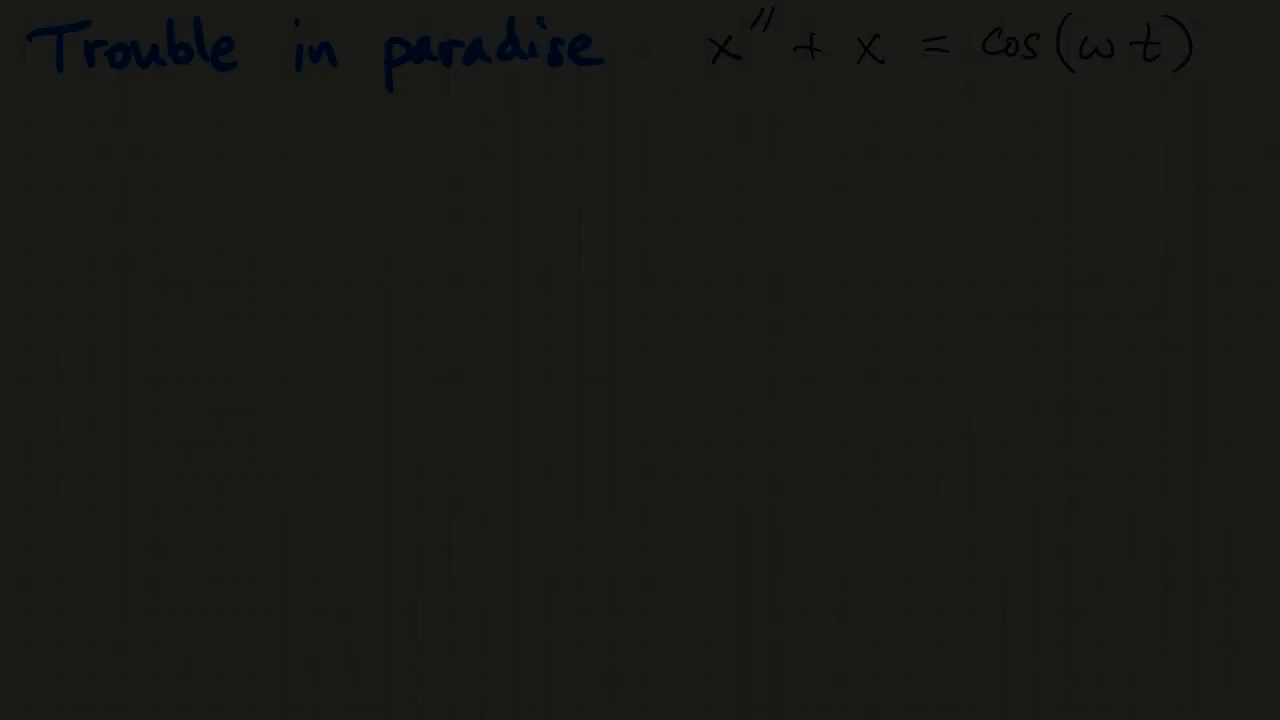 Trouble in paradise x'' + x = cos(ωt)